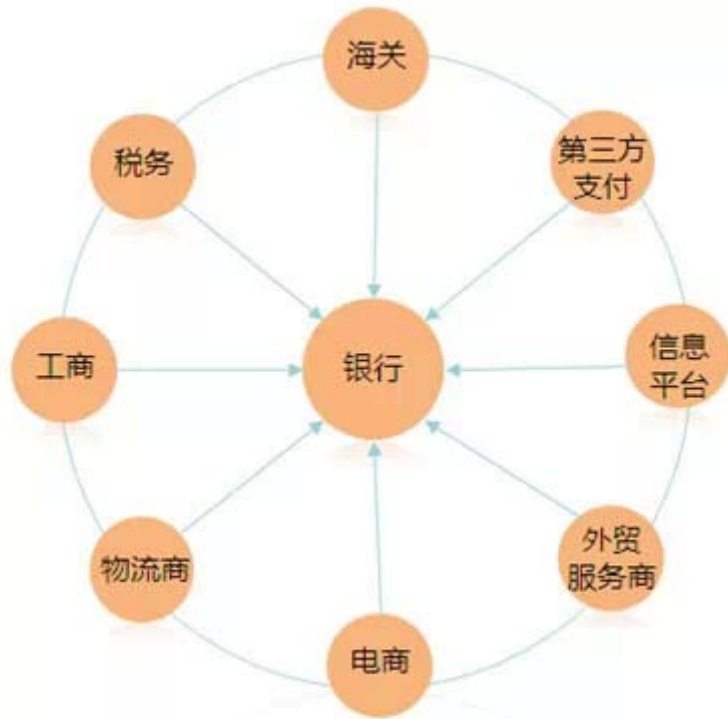 海关
税务
第三方
支付
工商
银行
信息
平台
物流商
外贸
服务商
电商